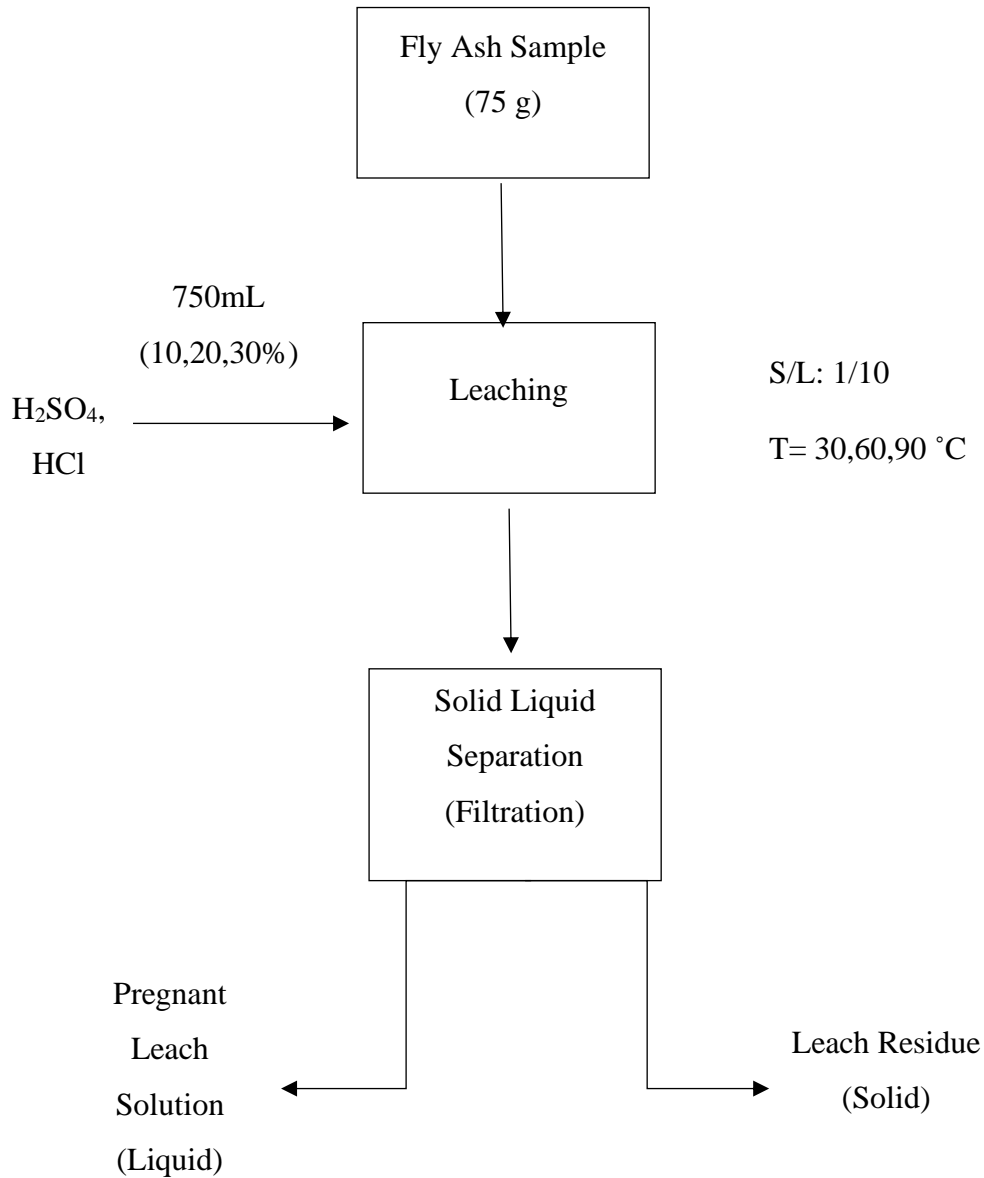 Fly Ash Sample
(75 g)
750mL
(10,20,30%)
H₂SO₄,
HCl
Leaching
S/L: 1/10
T= 30,60,90 ˚C
Solid Liquid
Separation
(Filtration)
Pregnant
Leach
Solution
(Liquid)
Leach Residue
(Solid)